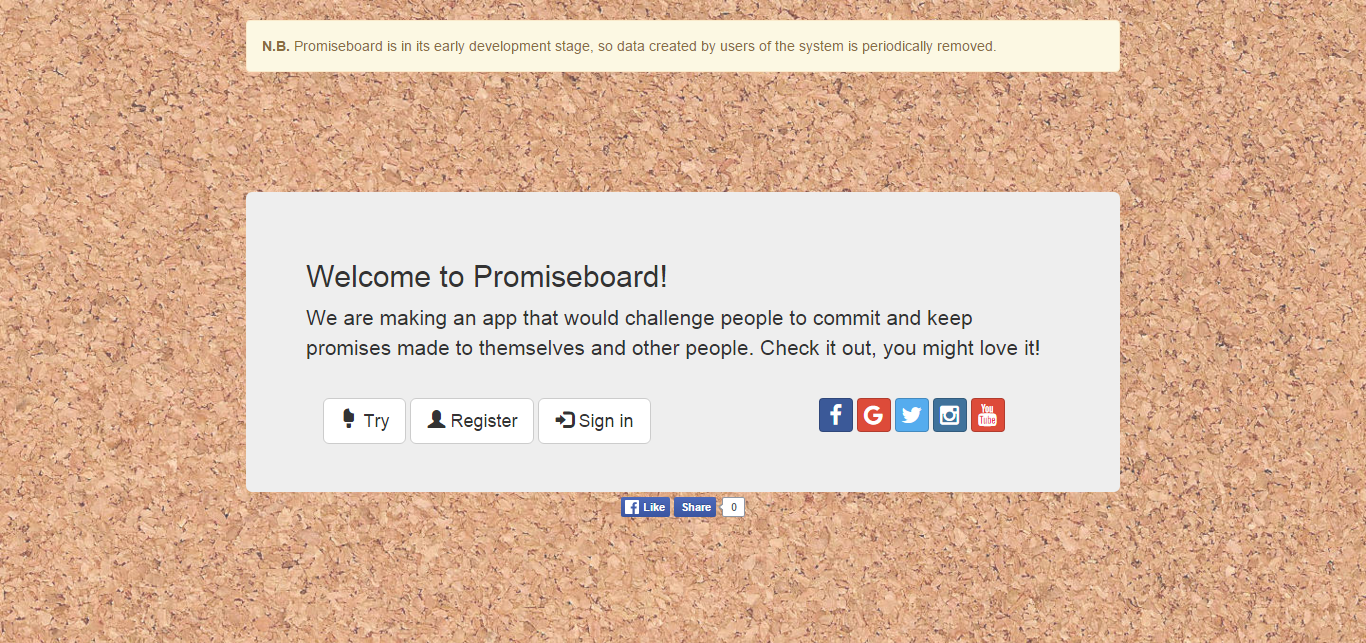 N.B. Promiseboard is in its early development stage, so data created by users of the system is periodically removed.
Welcome to Promiseboard!
We are making an app that would challenge people to commit and keep
promises made to themselves and other people. Check it out, you might love it!
Try Register Sign in f G You Tube
f Like Share 0